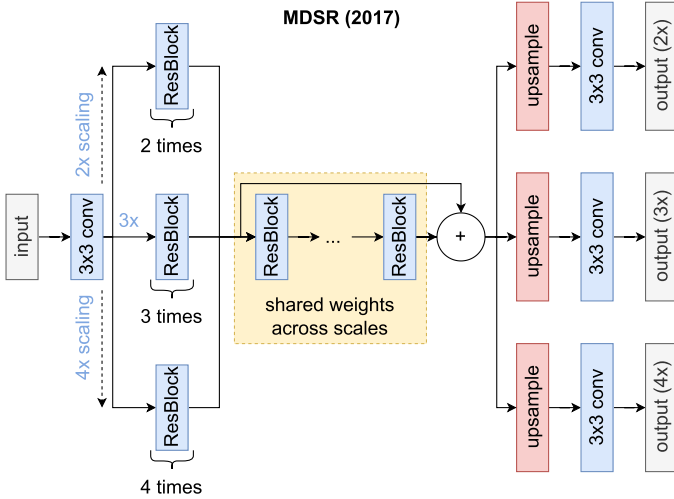 MDSR (2017)
input
3x3 conv
2x scaling
3x
4x scaling
ResBlock
2 times
ResBlock
3 times
ResBlock
4 times
ResBlock
...
ResBlock
shared weights
across scales
+
upsample
3x3 conv
output (2x)
upsample
3x3 conv
output (3x)
upsample
3x3 conv
output (4x)